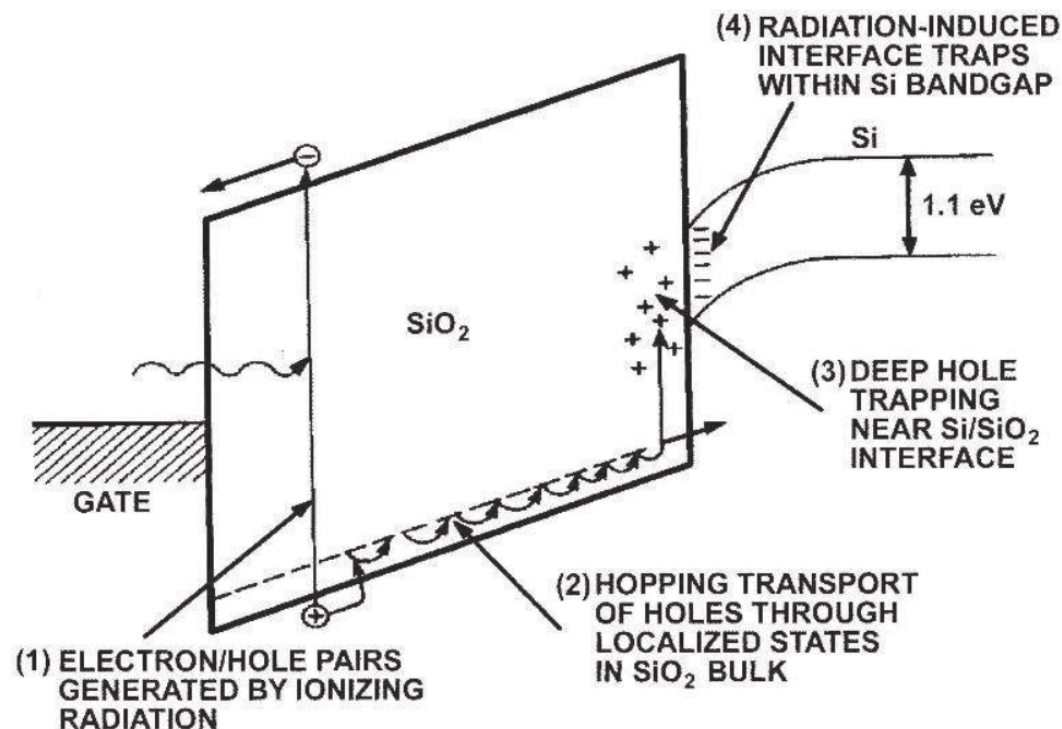 (4) RADIATION-INDUCED
INTERFACE TRAPS
WITHIN Si BANDGAP
Si
1.1 eV
SiO₂
(3) DEEP HOLE
TRAPPING
NEAR Si/SiO₂
INTERFACE
GATE
(2) HOPPING TRANSPORT
OF HOLES THROUGH
LOCALIZED STATES
IN SiO₂ BULK
(1) ELECTRON/HOLE PAIRS
GENERATED BY IONIZING
RADIATION